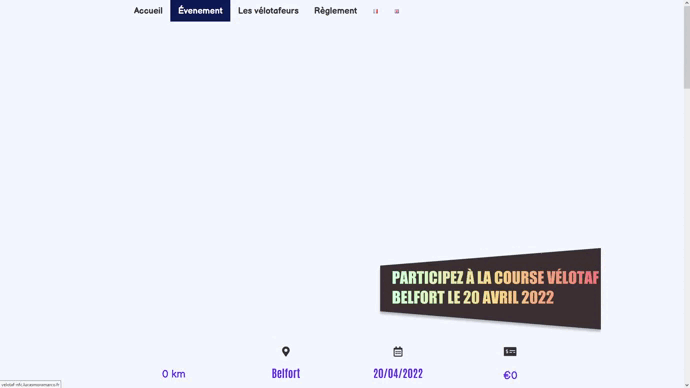 Accueil Évenement Les vélotafeurs Règlement
PARTICIPEZ À LA COURSE VÉLOTAF
BELFORT LE 20 AVRIL 2022
0 km Belfort 20/04/2022 €0